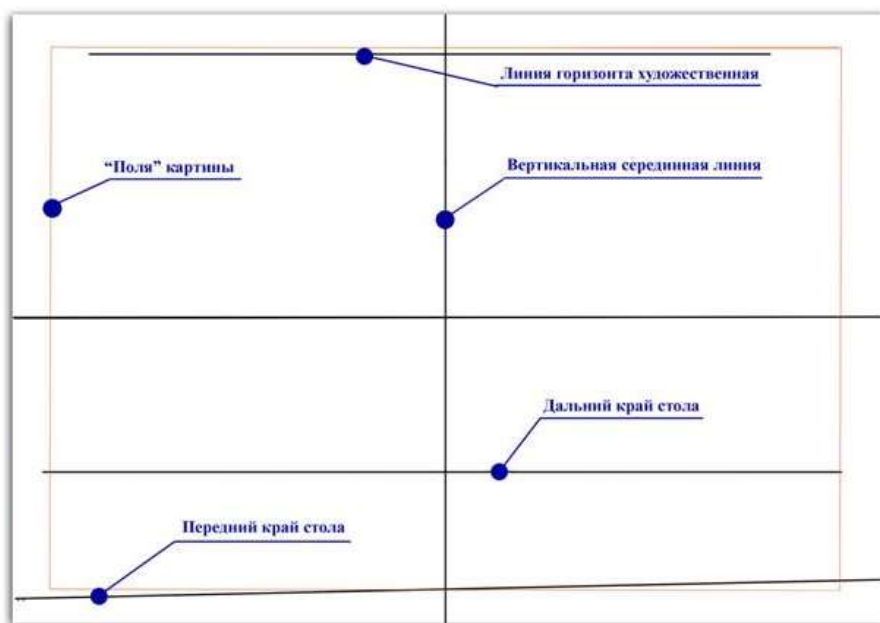 Линия горизонта художественная
“Поля” картины
Вертикальная серединная линия
Дальний край стола
Передний край стола